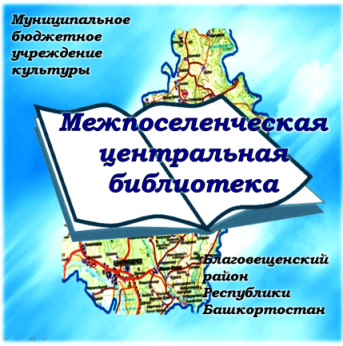 Муниципальное
бюджетное
учреждение
культуры
Межпоселенческая
центральная
библиотека
Благовещенский
район
Республики
Башкортостан